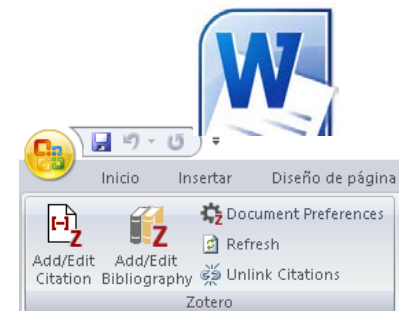 W
Inicio Insertar Diseño de página
Add/Edit Citation
Add/Edit Bibliography
Document Preferences
Refresh
Unlink Citations
Zotero